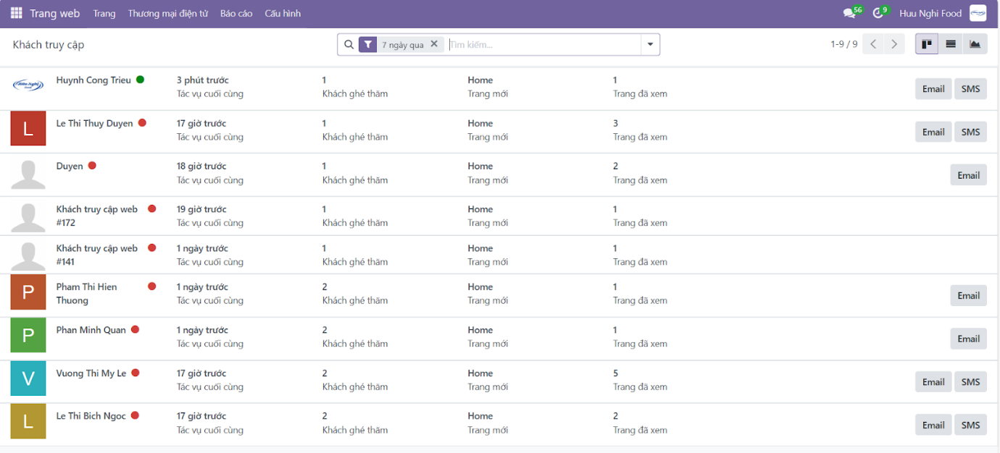 Trang web Trang Thương mại điện tử Báo cáo Cấu hình 56 9 Huu Nghi Food
Khách truy cập 7 ngày qua Tìm kiếm... 1-9 / 9
Huynh Cong Trieu 3 phút trước 1 Home 1 Email SMS
Tác vụ cuối cùng Khách ghé thăm Trang mới Trang đã xem
L Le Thi Thuy Duyen 17 giờ trước 1 Home 3 Email SMS
Tác vụ cuối cùng Khách ghé thăm Trang mới Trang đã xem
Duyen 18 giờ trước 1 Home 2 Email
Tác vụ cuối cùng Khách ghé thăm Trang mới Trang đã xem
Khách truy cập web 19 giờ trước 1 Home 1
#172 Tác vụ cuối cùng Khách ghé thăm Trang mới Trang đã xem
Khách truy cập web 1 ngày trước 1 Home 1
#141 Tác vụ cuối cùng Khách ghé thăm Trang mới Trang đã xem
P Pham Thi Hien 1 ngày trước 2 Home 1 Email
Thuong Tác vụ cuối cùng Khách ghé thăm Trang mới Trang đã xem
P Phan Minh Quan 1 ngày trước 2 Home 1 Email
Tác vụ cuối cùng Khách ghé thăm Trang mới Trang đã xem
V Vuong Thi My Le 17 giờ trước 2 Home 5 Email SMS
Tác vụ cuối cùng Khách ghé thăm Trang mới Trang đã xem
L Le Thi Bich Ngoc 17 giờ trước 2 Home 2 Email SMS
Tác vụ cuối cùng Khách ghé thăm Trang mới Trang đã xem